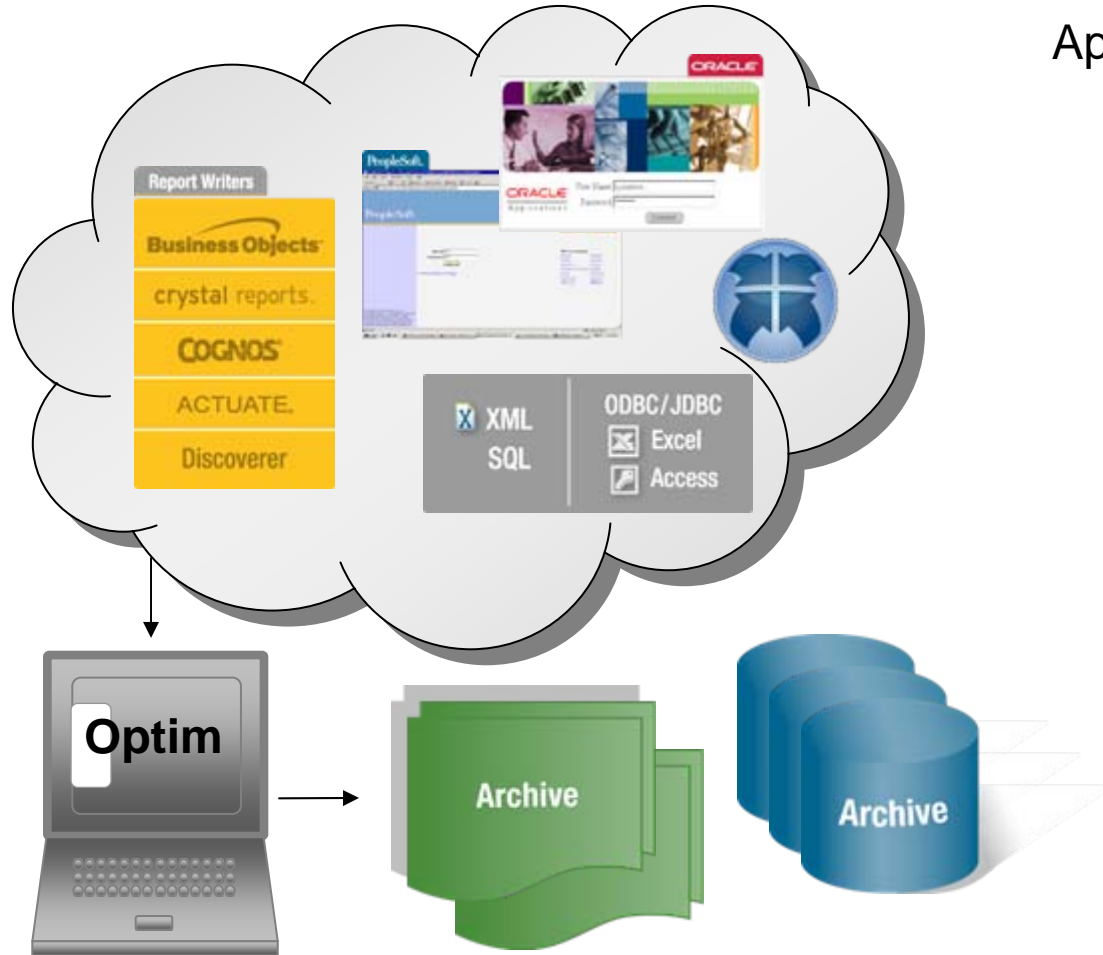 Ap
ORACLE
PeopleSoft.
Report Writers
Business Objects
crystal reports.
COGNOS
ACTUATE.
Discoverer
PeopleSoft
ORACLE
Applications
XML
SQL
ODBC/JDBC
Excel
Access
Optim
Archive
Archive